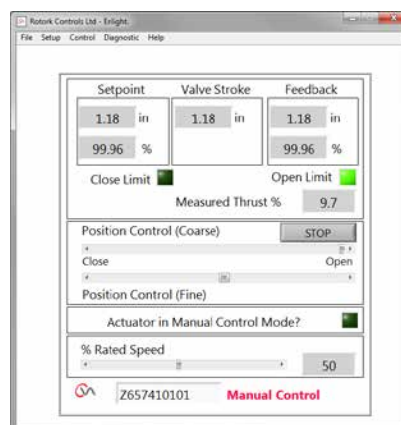 Rotork Controls Ltd - Enlight.
File Setup Control Diagnostic Help
Setpoint Valve Stroke Feedback
1.18 in 1.18 in 1.18 in
99.96 % 99.96 %
Close Limit Open Limit
Measured Thrust % 9.7
Position Control (Coarse) STOP
Close Open
Position Control (Fine)
Actuator in Manual Control Mode?
% Rated Speed
50
Z657410101 Manual Control